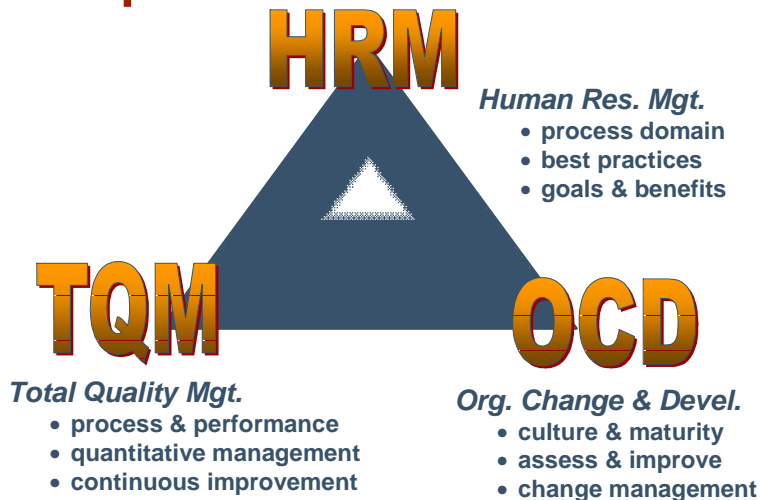 HRM
Human Res. Mgt.
• process domain
• best practices
• goals & benefits
TQM
Total Quality Mgt.
• process & performance
• quantitative management
• continuous improvement
OCD
Org. Change & Devel.
• culture & maturity
• assess & improve
• change management